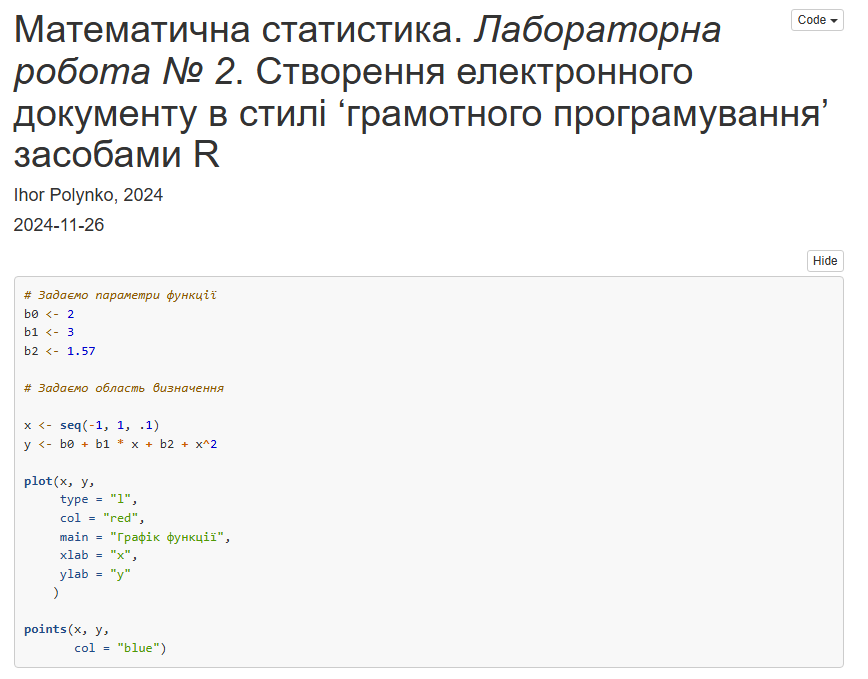 Математична статистика. Лабораторна
Code
робота № 2. Створення електронного
документу в стилі ‘грамотного програмування’
засобами R
Ihor Polynko, 2024
2024-11-26
Hide
# Задаємо параметри функції
b0 <- 2
b1 <- 3
b2 <- 1.57
# Задаємо область визначення
x <- seq(-1, 1, .1)
y <- b0 + b1 * x + b2 + x^2
plot(x, y,
type = "l",
col = "red",
main = "Графік функції",
xlab = "x",
ylab = "y"
)
points(x, y,
col = "blue")